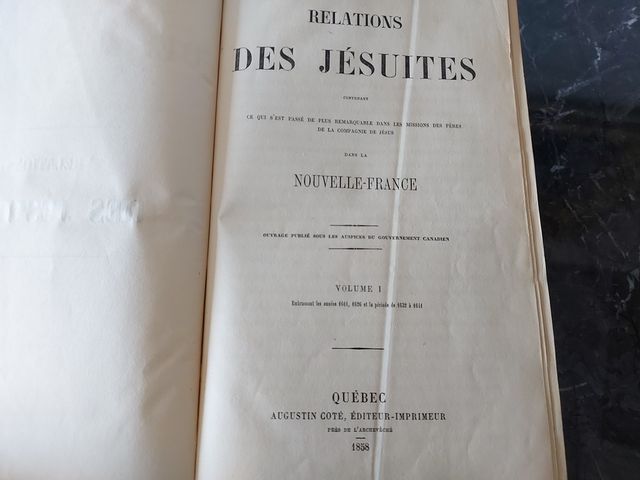 RELATIONS
DES JÉSUITES
CONTENANT
CE QUI S'EST PASSÉ DE PLUS REMARQUABLE DANS LES MISSIONS DES PÈRES
DE LA COMPAGNIE DE JÉSUS
DANS LA
NOUVELLE-FRANCE
OUVRAGE PUBLIÉ SOUS LES AUSPICES DU GOUVERNEMENT CANADIEN
VOLUME I
Embrassant les années 1611, 1626 et la période de 1632 à 1641
QUÉBEC
AUGUSTIN COTÉ, ÉDITEUR-IMPRIMEUR
PRÈS DE L'ARCHEVÊCHÉ
1858